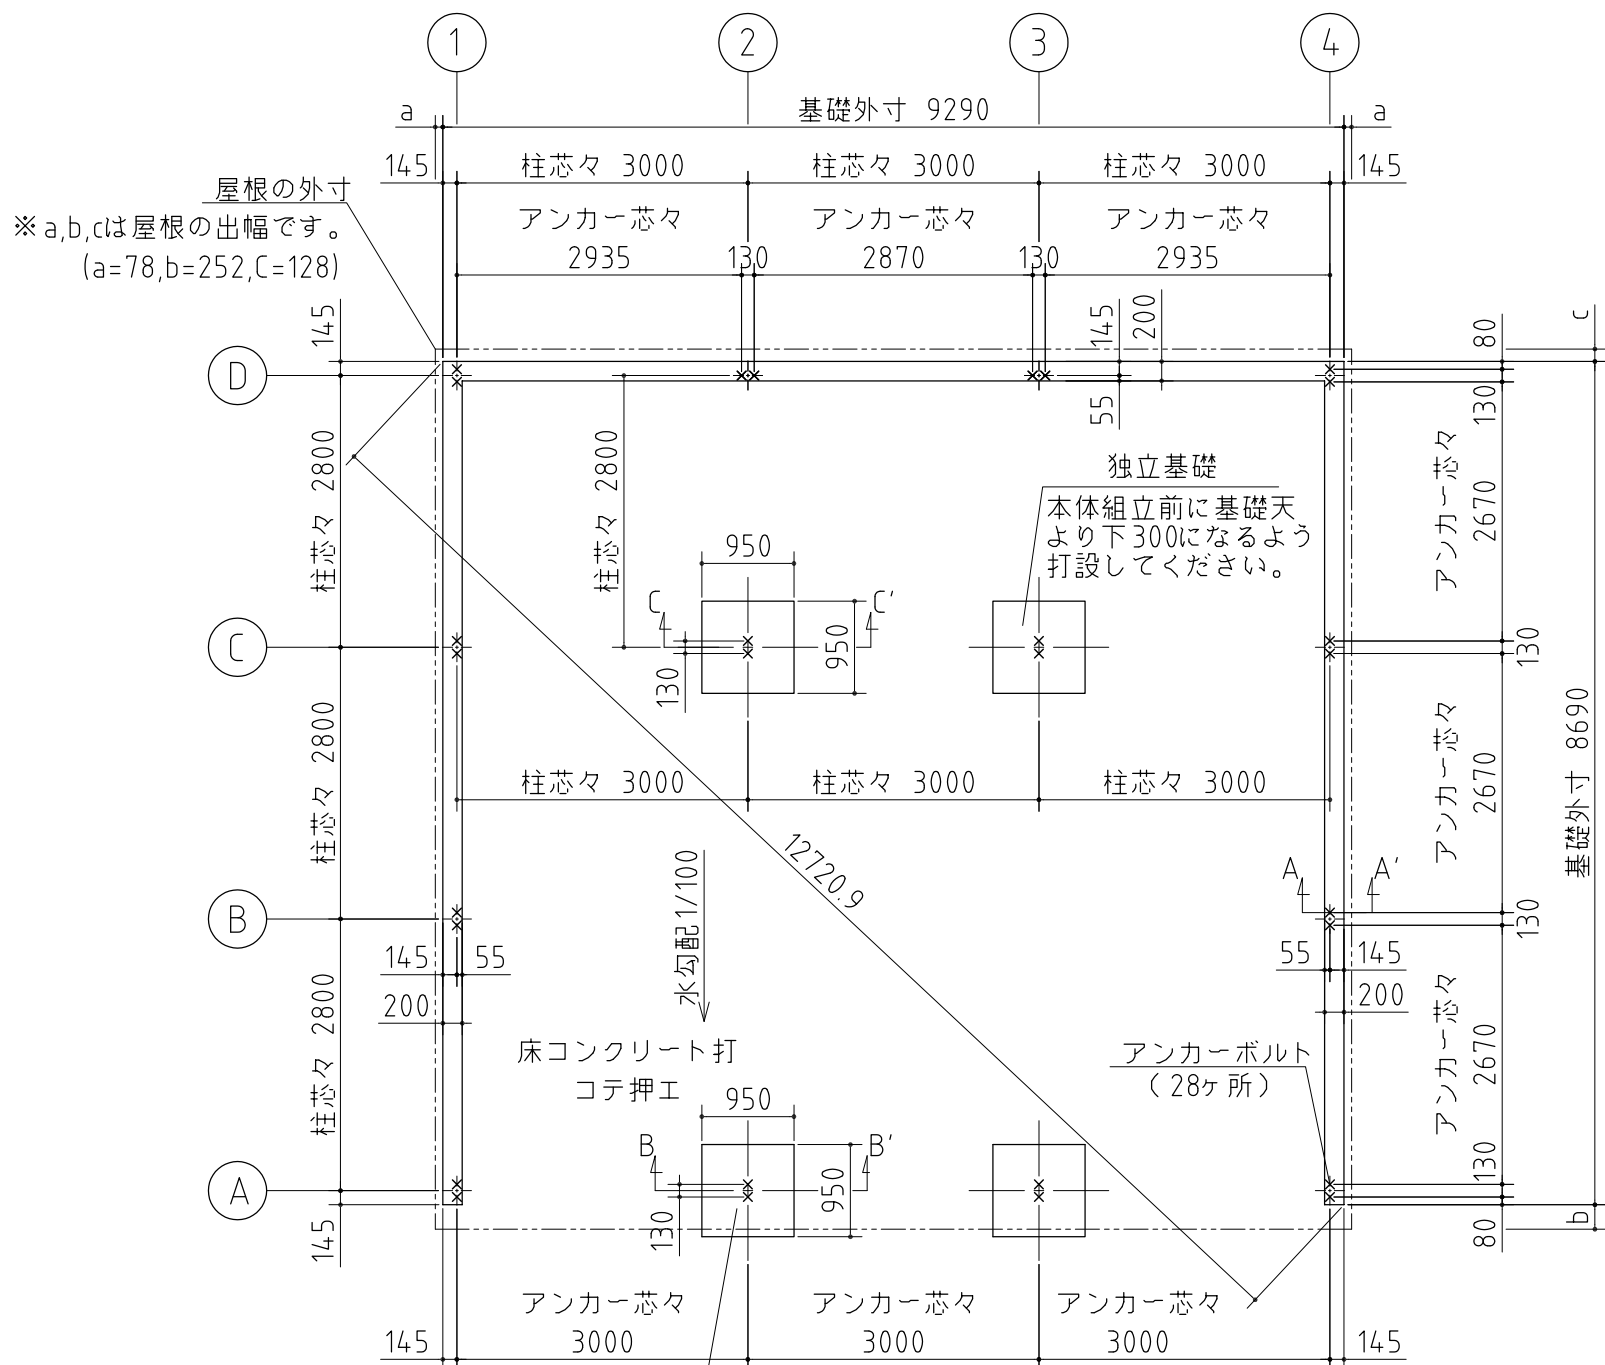 1 2 3 4
a 基礎外寸 9290 a
145 柱芯々 3000 柱芯々 3000 柱芯々 3000 145
屋根の外寸
※a,b,cは屋根の出幅です。
(a=78,b=252,C=128)
アンカー芯々 アンカー芯々 アンカー芯々
2935 130 2870 130 2935
145
145
200
55
80
c
130
D
柱芯々 2800
柱芯々 2800
独立基礎
本体組立前に基礎天
より下300になるよう
打設してください。
アンカー芯々
2670
950
C C'
950
130
C
130
柱芯々 2800
柱芯々 3000 柱芯々 3000 柱芯々 3000
アンカー芯々
2670
基礎外寸 8690
12720.9
水勾配1/100
A A'
B
130
145 55
200
55 145
200
柱芯々 2800
床コンクリート打
コテ押エ
アンカーボルト
(28ケ所)
アンカー芯々
2670
950
B B'
950
130
A
130
145
80
b
アンカー芯々 アンカー芯々 アンカー芯々
145 3000 3000 3000 145